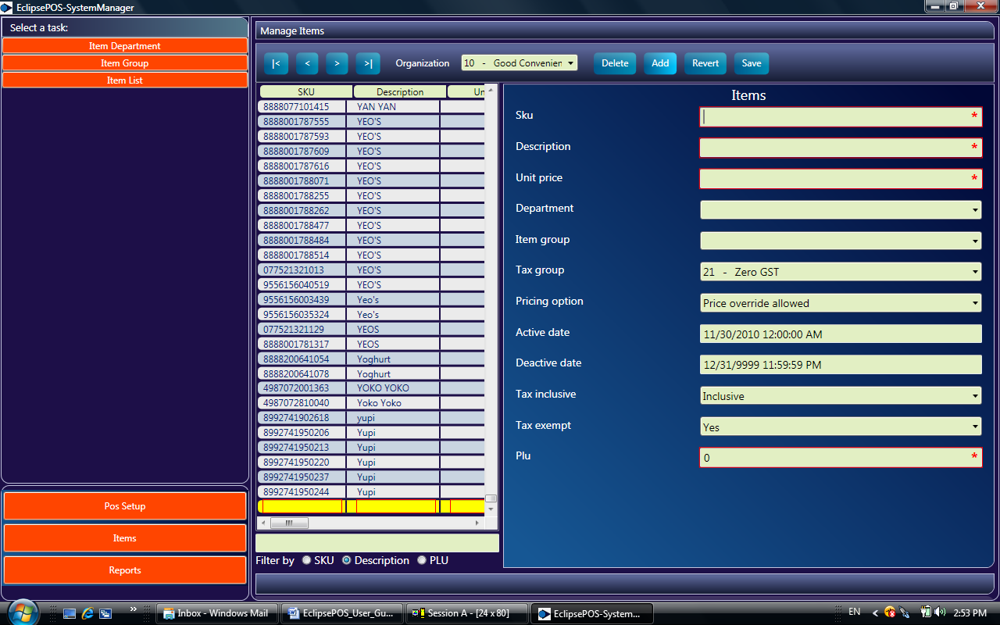 EclipsePOS-SystemManager
Select a task:
Item Department
Item Group
Item List
Pos Setup
Items
Reports
Manage Items
|< < > >| Organization 10 - Good Convenien Delete Add Revert Save
SKU Description Un
8888077101415 YAN YAN
8888001787555 YEO'S
8888001787593 YEO'S
8888001787609 YEO'S
8888001787616 YEO'S
8888001788071 YEO'S
8888001788255 YEO'S
8888001788262 YEO'S
8888001788477 YEO'S
8888001788484 YEO'S
8888001788514 YEO'S
077521321013 YEO'S
9556156040519 YEO'S
9556156003439 Yeo's
9556156035324 Yeo's
077521321129 YEOS
8888001781317 YEOS
8888200641054 Yoghurt
8888200641078 Yoghurt
4987072001363 YOKO YOKO
4987072810040 Yoko Yoko
8992741902618 yupi
8992741950206 Yupi
8992741950213 Yupi
8992741950220 Yupi
8992741950237 Yupi
8992741950244 Yupi
Filter by SKU Description PLU
Items
Sku *
Description *
Unit price *
Department
Item group
Tax group 21 - Zero GST
Pricing option Price override allowed
Active date 11/30/2010 12:00:00 AM
Deactive date 12/31/9999 11:59:59 PM
Tax inclusive Inclusive
Tax exempt Yes
Plu 0 *
» Inbox - Windows Mail EclipsePOS_User_Gu... Session A - [24 x 80] EclipsePOS-System... EN 2:53 PM